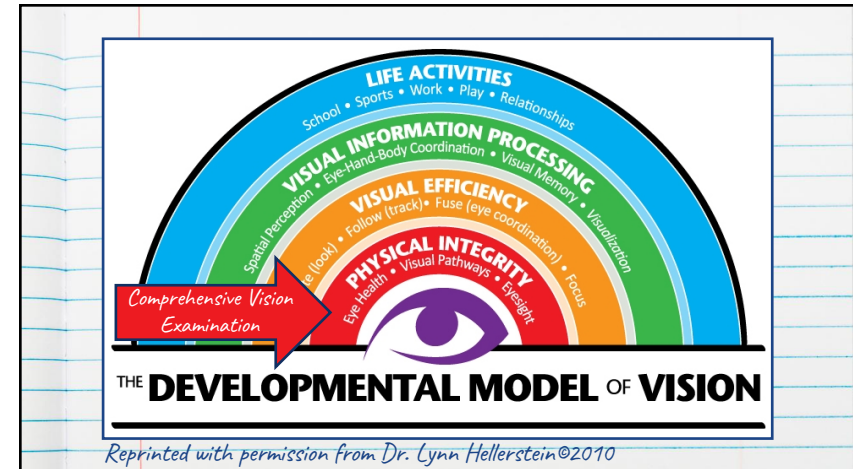 LIFE ACTIVITIES
School • Sports • Work • Play • Relationships
VISUAL INFORMATION PROCESSING
Spatial Perception • Eye-Hand-Body Coordination • Visual Memory • Visualization
VISUAL EFFICIENCY
(look) • Follow (track) • Fuse (eye coordination) • Focus
PHYSICAL INTEGRITY
Eye Health • Visual Pathways • Eyesight
Comprehensive Vision
Examination
THE DEVELOPMENTAL MODEL OF VISION
Reprinted with permission from Dr. Lynn Hellerstein©2010